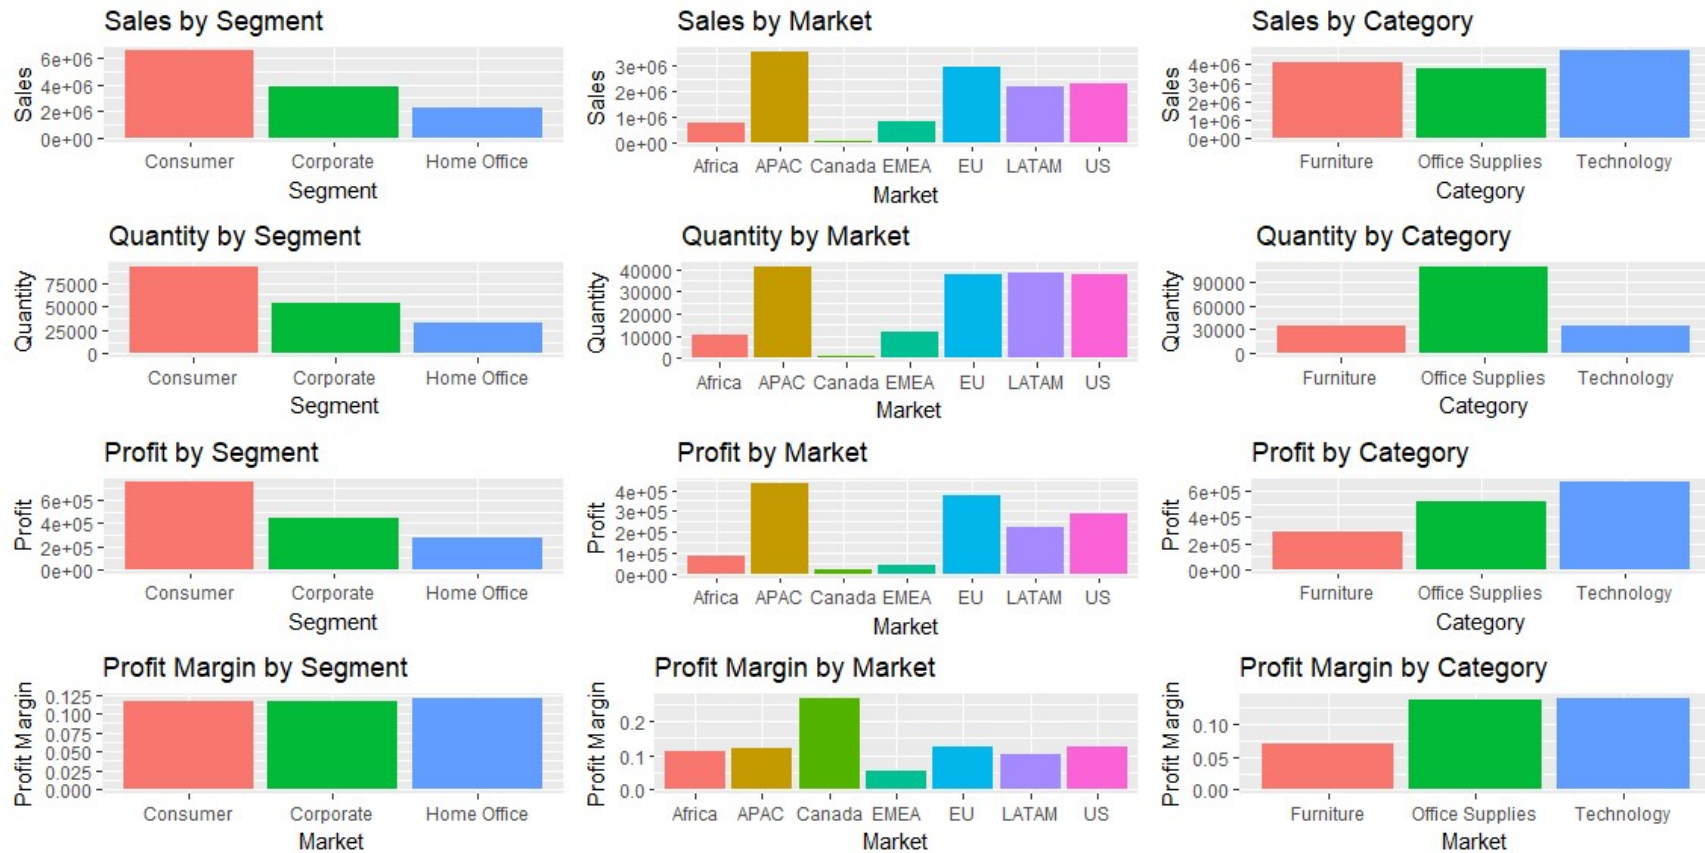 Sales by Segment
Sales
6e+06
4e+06
2e+06
0e+00
Consumer Corporate Home Office
Segment
Sales by Market
Sales
3e+06
2e+06
1e+06
0e+00
Africa APAC Canada EMEA EU LATAM US
Market
Sales by Category
Sales
4e+06
3e+06
2e+06
1e+06
0e+00
Furniture Office Supplies Technology
Category
Quantity by Segment
Quantity
75000
50000
25000
0
Consumer Corporate Home Office
Segment
Quantity by Market
Quantity
40000
30000
20000
10000
0
Africa APAC Canada EMEA EU LATAM US
Market
Quantity by Category
Quantity
90000
60000
30000
0
Furniture Office Supplies Technology
Category
Profit by Segment
Profit
6e+05
4e+05
2e+05
0e+00
Consumer Corporate Home Office
Segment
Profit by Market
Profit
4e+05
3e+05
2e+05
1e+05
0e+00
Africa APAC Canada EMEA EU LATAM US
Market
Profit by Category
Profit
6e+05
4e+05
2e+05
0e+00
Furniture Office Supplies Technology
Category
Profit Margin by Segment
Profit Margin
0.125
0.100
0.075
0.050
0.025
0.000
Consumer Corporate Home Office
Market
Profit Margin by Market
Profit Margin
0.2
0.1
0.0
Africa APAC Canada EMEA EU LATAM US
Market
Profit Margin by Category
Profit Margin
0.10
0.05
0.00
Furniture Office Supplies Technology
Market